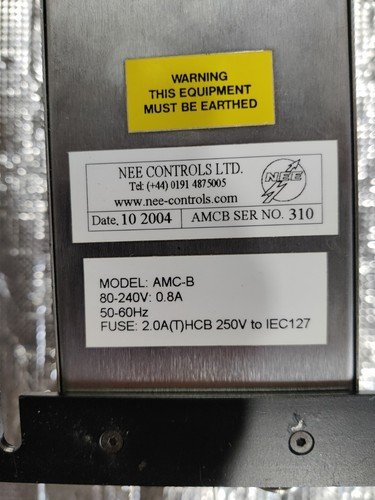 WARNING
THIS EQUIPMENT
MUST BE EARTHED
NEE CONTROLS LTD.
Tel: (+44) 0191 4875005
www.nee-controls.com
NEE
Date. 10 2004
AMCB SER NO. 310
MODEL: AMC-B
80-240V: 0.8A
50-60Hz
FUSE: 2.0A(T)HCB 250V to IEC127